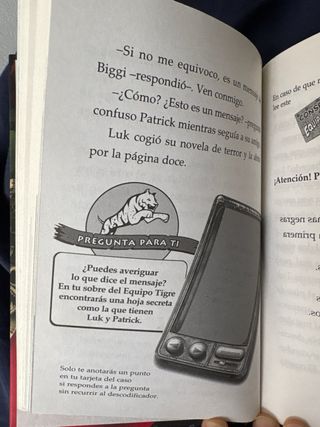 –Si no me equivoco, es un mensaje
Biggi –respondió–. Ven conmigo.
–¿Cómo? ¿Esto es un mensaje?
confuso Patrick mientras seguía a su
Luk cogió su novela de terror y la
por la página doce.
PREGUNTA PARA TI
¿Puedes averiguar
lo que dice el mensaje?
En tu sobre del Equipo Tigre
encontrarás una hoja secreta
como la que tienen
Luk y Patrick.
Solo te anotarás un punto
en tu tarjeta del caso
si respondes a la pregunta
sin recurrir al descodificador.
En caso de que
lee este
¡Atención!